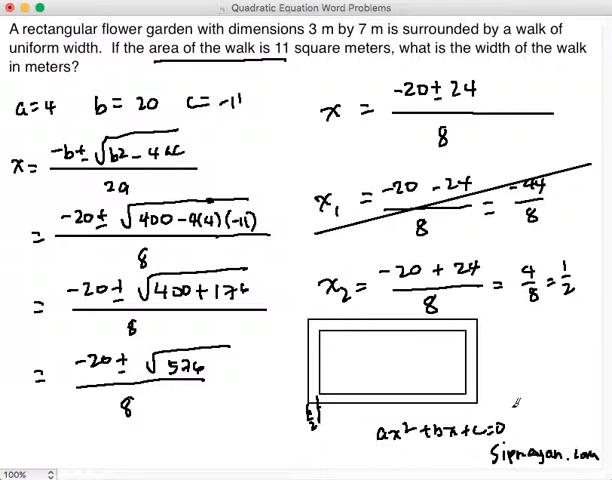 Quadratic Equation Word Problems
A rectangular flower garden with dimensions 3 m by 7 m is surrounded by a walk of
uniform width. If the area of the walk is 11 square meters, what is the width of the walk
in meters?
a=4 b=20 c=-11
x= -b±√b2-4ac / 2a
= -20±√400-4(4)(-11) / 8
= -20±√400+176 / 8
= -20±√576 / 8
x = -20±24 / 8
x₁ = -20-24 / 8 = -44 / 8
x₂ = -20+24 / 8 = 4/8 = 1/2
ax²+bx+c=0
Sipnayan.com
100%